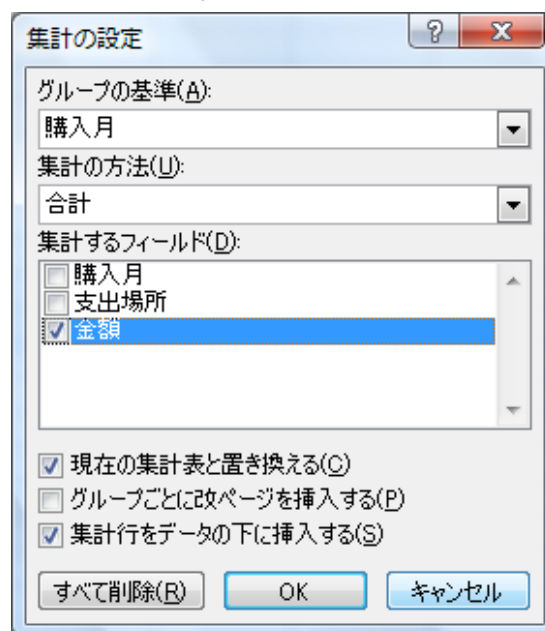 集計の設定
グループの基準(A):
購入月
集計の方法(U):
合計
集計するフィールド(D):
購入月
支出場所
金額
現在の集計表と置き換える(C)
グループごとに改ページを挿入する(P)
集計行をデータの下に挿入する(S)
すべて削除(R) OK キャンセル